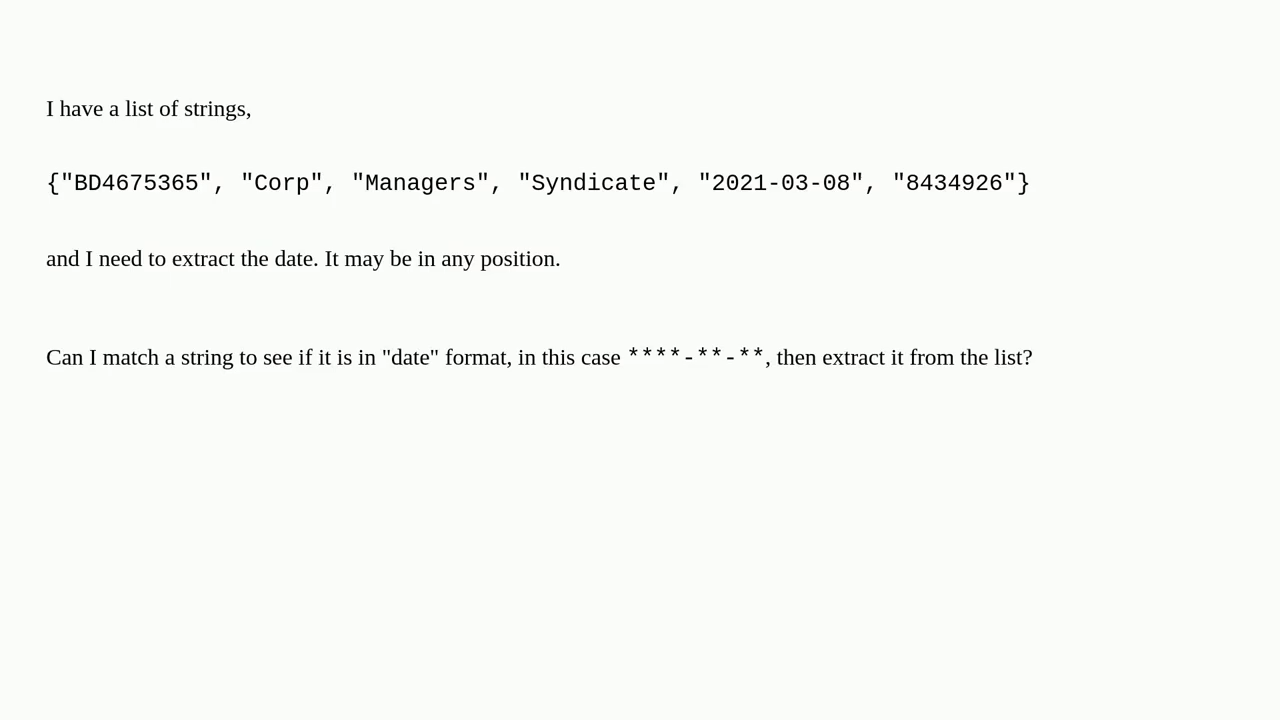 I have a list of strings,
{"BD4675365", "Corp", "Managers", "Syndicate", "2021-03-08", "8434926"}
and I need to extract the date. It may be in any position.
Can I match a string to see if it is in "date" format, in this case ****-**-**, then extract it from the list?